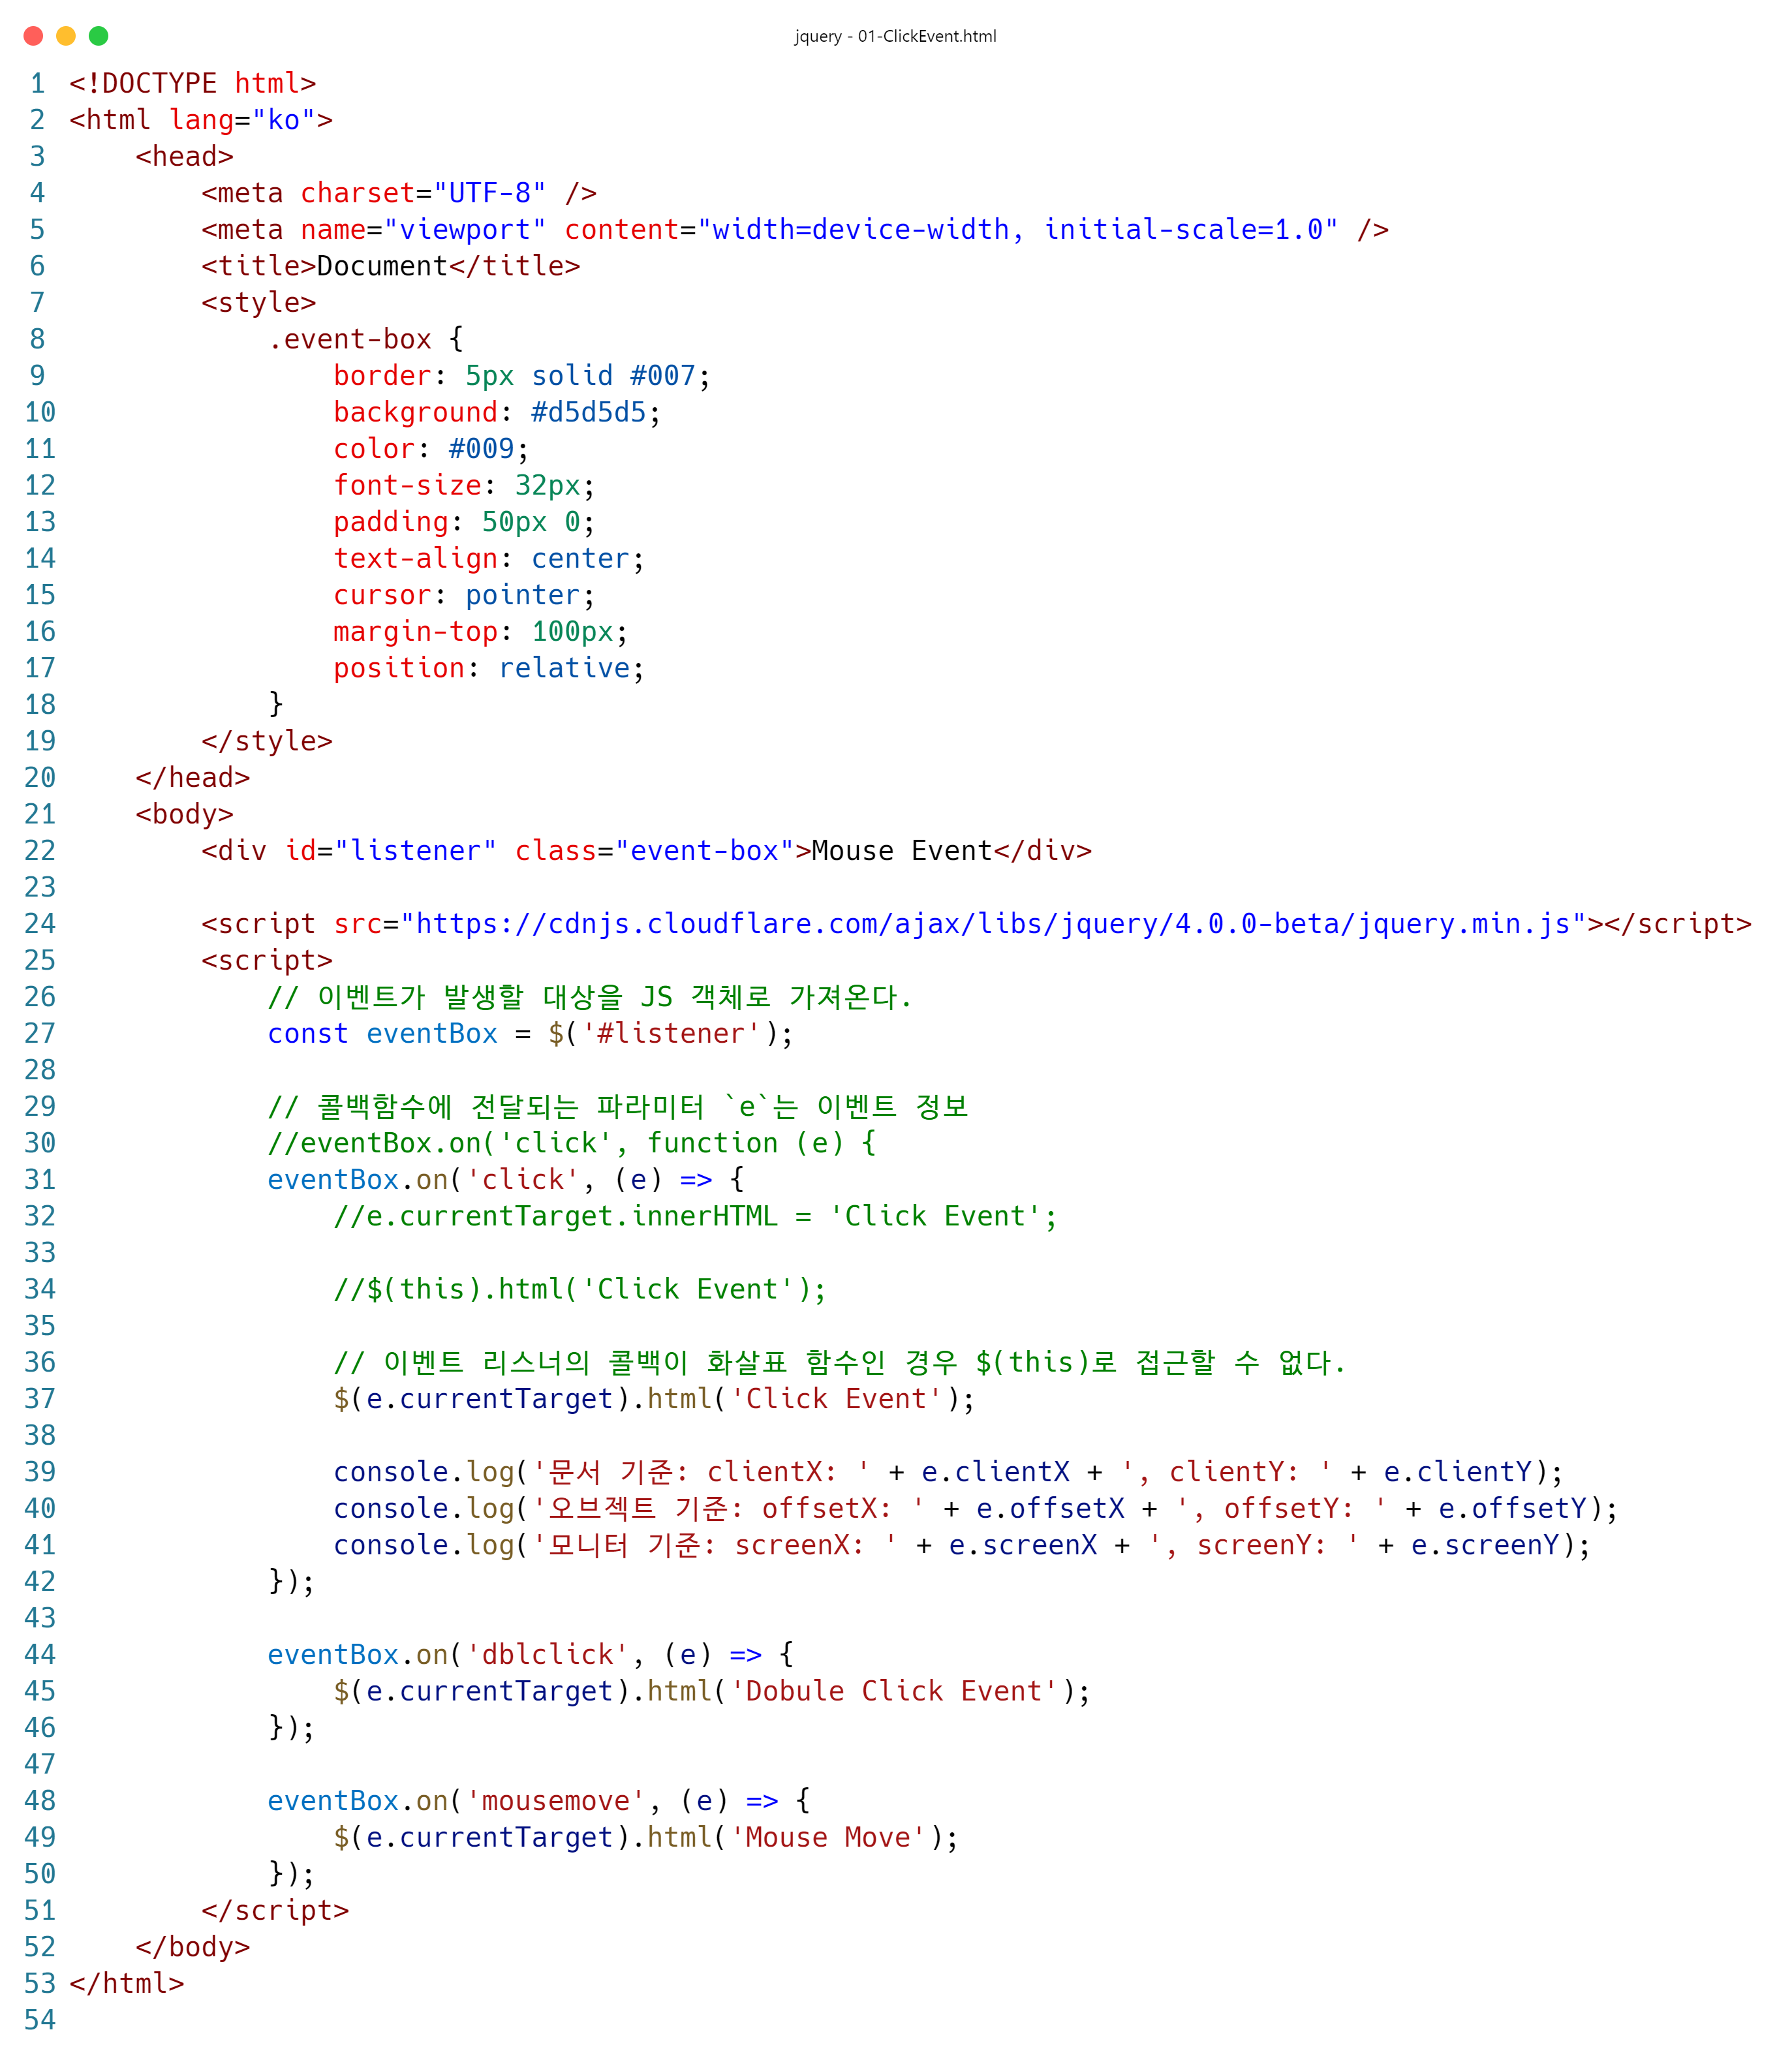 jquery - 01-ClickEvent.html
1 <!DOCTYPE html>
2 <html lang="ko">
3     <head>
4         <meta charset="UTF-8" />
5         <meta name="viewport" content="width=device-width, initial-scale=1.0" />
6         <title>Document</title>
7         <style>
8             .event-box {
9                 border: 5px solid #007;
10                 background: #d5d5d5;
11                 color: #009;
12                 font-size: 32px;
13                 padding: 50px 0;
14                 text-align: center;
15                 cursor: pointer;
16                 margin-top: 100px;
17                 position: relative;
18             }
19         </style>
20     </head>
21     <body>
22         <div id="listener" class="event-box">Mouse Event</div>
23
24         <script src="https://cdnjs.cloudflare.com/ajax/libs/jquery/4.0.0-beta/jquery.min.js"></script>
25         <script>
26             // 이벤트가 발생할 대상을 JS 객체로 가져온다.
27             const eventBox = $('#listener');
28
29             // 콜백함수에 전달되는 파라미터 `e`는 이벤트 정보
30             //eventBox.on('click', function (e) {
31             eventBox.on('click', (e) => {
32                 //e.currentTarget.innerHTML = 'Click Event';
33
34                 //$(this).html('Click Event');
35
36                 // 이벤트 리스너의 콜백이 화살표 함수인 경우 $(this)로 접근할 수 없다.
37                 $(e.currentTarget).html('Click Event');
38
39                 console.log('문서 기준: clientX: ' + e.clientX + ', clientY: ' + e.clientY);
40                 console.log('오브젝트 기준: offsetX: ' + e.offsetX + ', offsetY: ' + e.offsetY);
41                 console.log('모니터 기준: screenX: ' + e.screenX + ', screenY: ' + e.screenY);
42             });
43
44             eventBox.on('dblclick', (e) => {
45                 $(e.currentTarget).html('Dobule Click Event');
46             });
47
48             eventBox.on('mousemove', (e) => {
49                 $(e.currentTarget).html('Mouse Move');
50             });
51         </script>
52     </body>
53 </html>
54